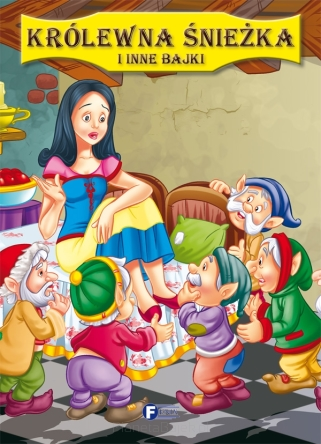 KRÓLEWNA ŚNIEŻKA
I INNE BAJKI
F